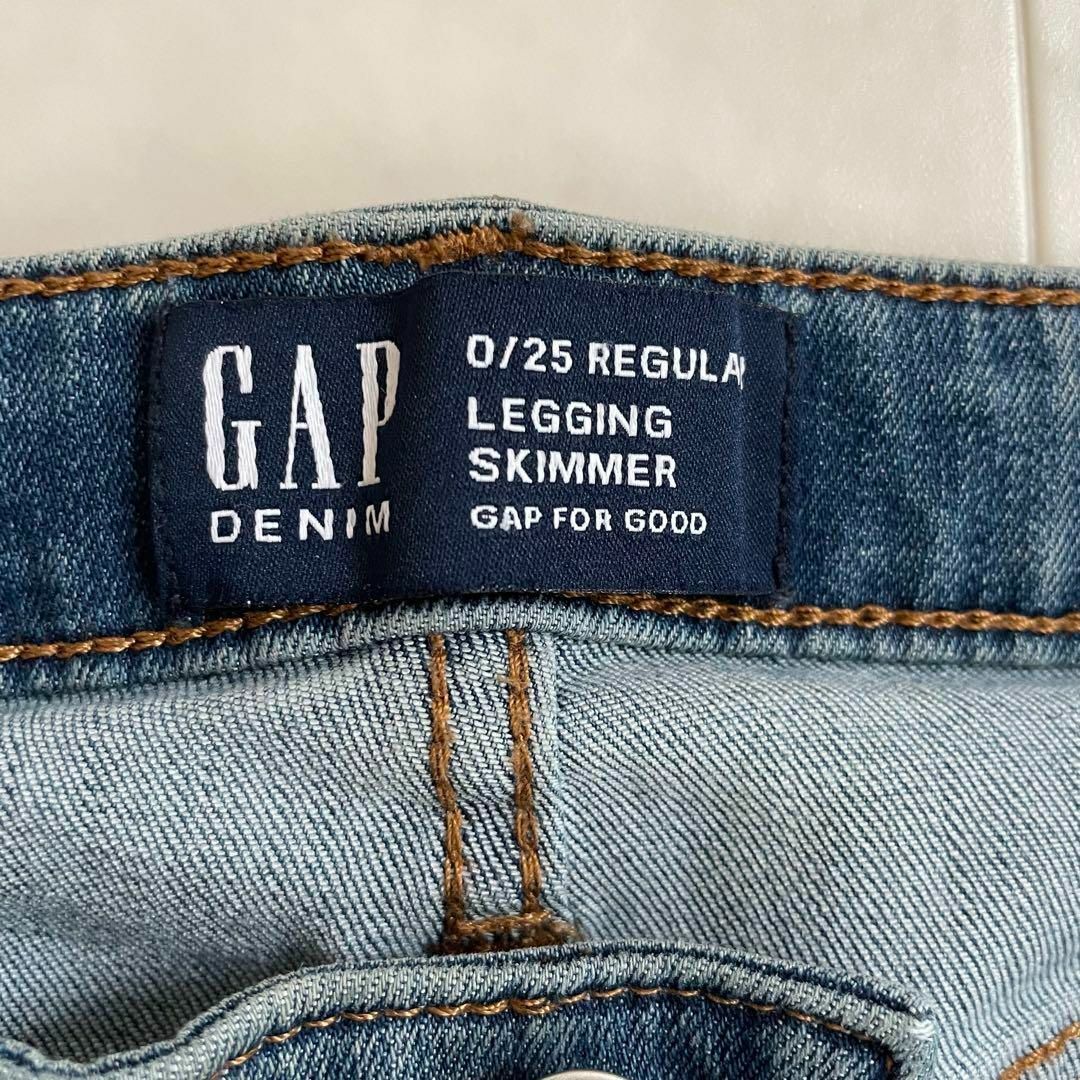 GAP
DENIM
0/25 REGULAR
LEGGING
SKIMMER
GAP FOR GOOD